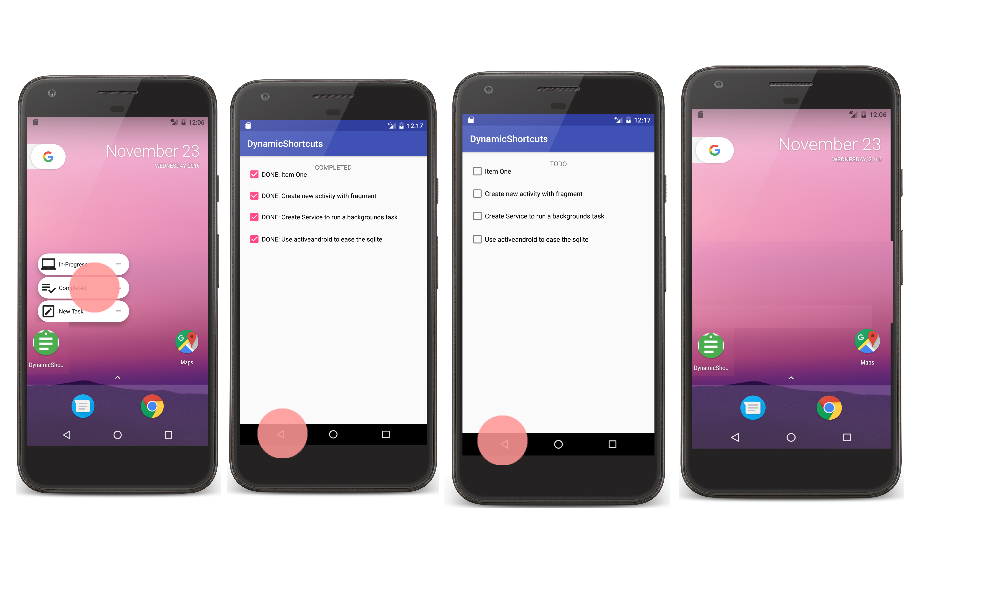 12:06
November 23
In-Progress
Completed
New Task
DynamicSho..
Maps
12:17
DynamicShortcuts
COMPLETED
DONE: Item One
DONE: Create new activity with fragment
DONE: Create Service to run a backgrounds task
DONE: Use activeandroid to ease the sqlite
12:17
DynamicShortcuts
TODO
Item One
Create new activity with fragment
Create Service to run a backgrounds task
Use activeandroid to ease the sqlite
12:06
November 23
WEDNESDAY
DynamicSho..
Maps